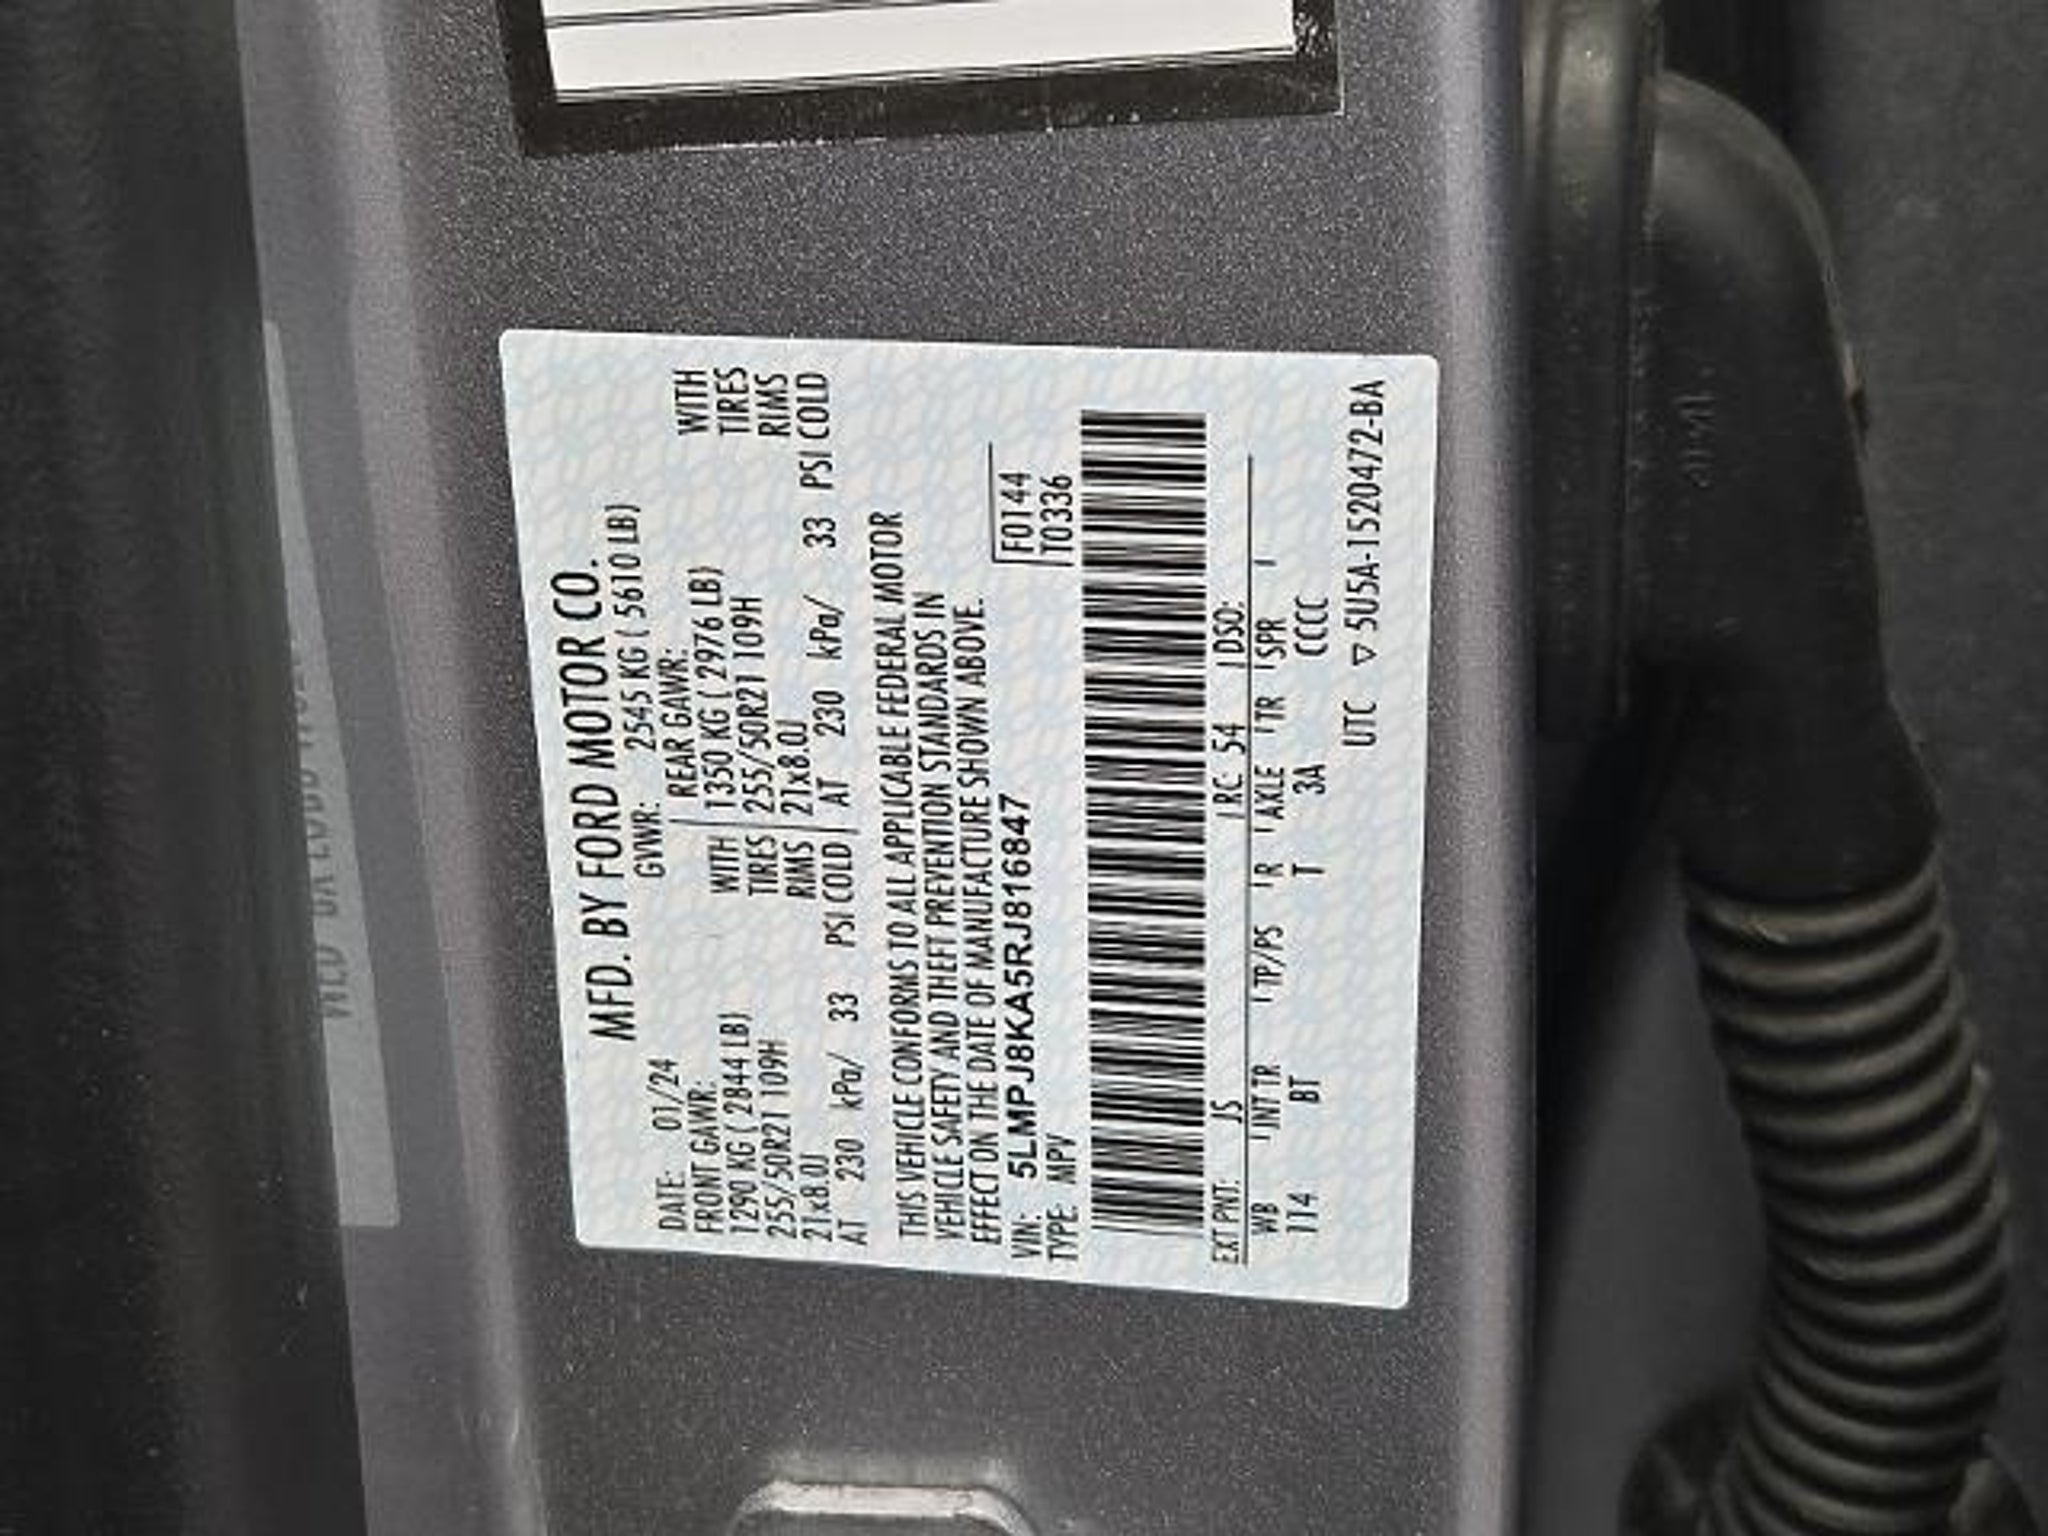 MFD. BY FORD MOTOR CO.
DATE: 01/24 GVWR: 2545 KG ( 5610 LB)
FRONT GAWR: REAR GAWR:
1290 KG ( 2844 LB) WITH 1350 KG ( 2976 LB) WITH
255/50R21 109H TIRES 255/50R21 109H TIRES
21x8.0J RIMS 21x8.0J RIMS
AT 230 kPa/ 33 PSI COLD AT 230 kPa/ 33 PSI COLD
THIS VEHICLE CONFORMS TO ALL APPLICABLE FEDERAL MOTOR
VEHICLE SAFETY AND THEFT PREVENTION STANDARDS IN
EFFECT ON THE DATE OF MANUFACTURE SHOWN ABOVE.
VIN: 5LMPJ8KA5RJ816847 F0144
TYPE: MPV T0336
EXT PNT: JS RC: 54 DSO:
WB INT TR TP/PS R AXLE TR SPR
114 BT T 3A CCCC
UTC ▽ 5U5A-1520472-BA